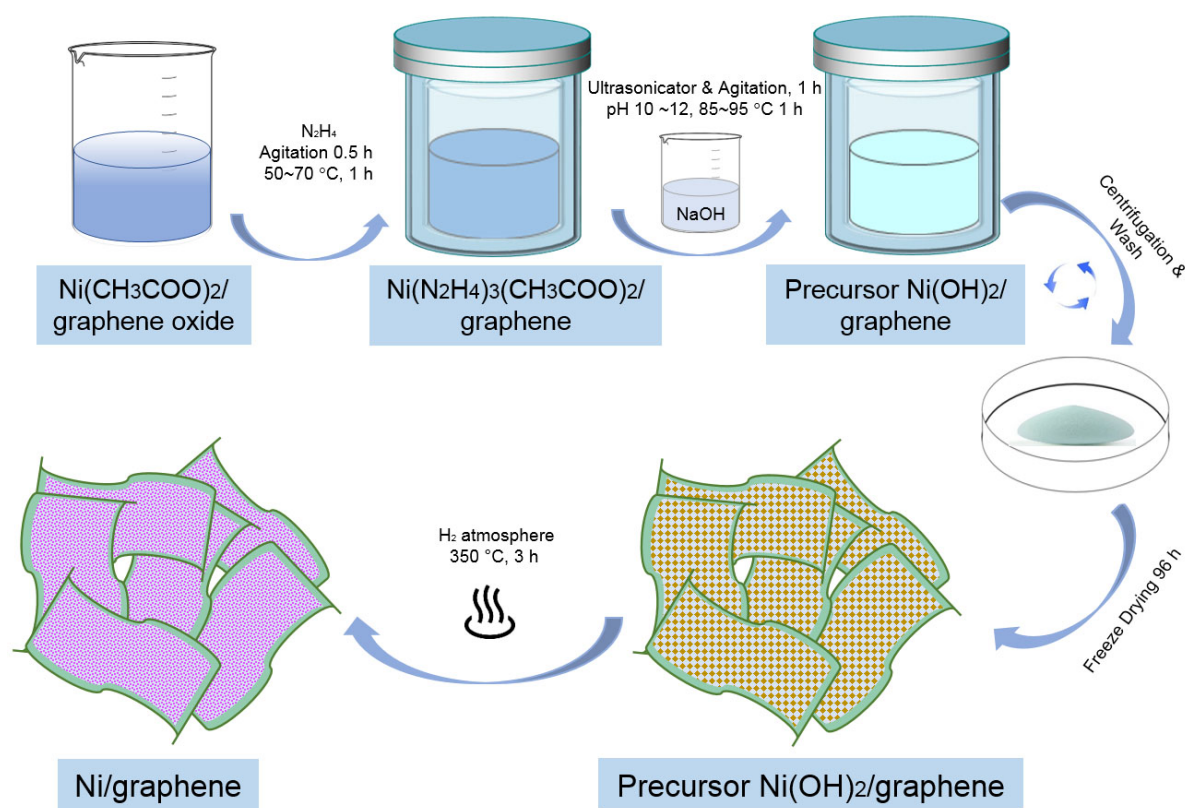 N2H4
Agitation 0.5 h
50~70 °C, 1 h
Ultrasonicator & Agitation, 1 h
pH 10 ~12, 85~95 °C 1 h
NaOH
Ni(CH3COO)2/
graphene oxide
Ni(N2H4)3(CH3COO)2/
graphene
Precursor Ni(OH)2/
graphene
Centrifugation &
Wash
Freeze Drying 96 h
H2 atmosphere
350 °C, 3 h
Ni/graphene
Precursor Ni(OH)2/graphene